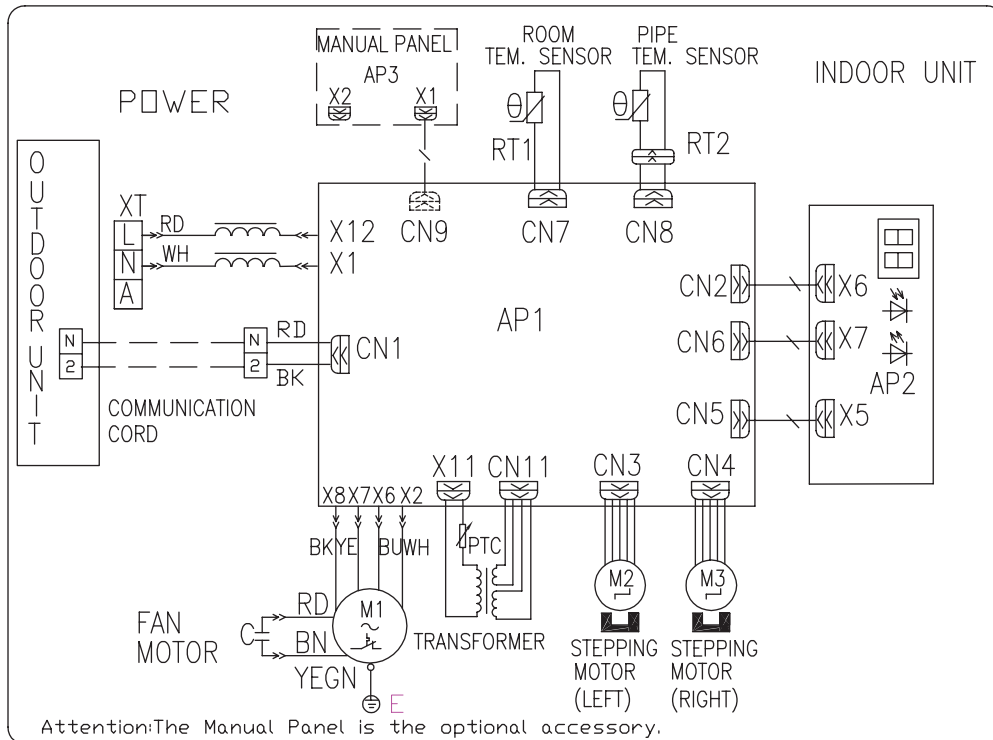 MANUAL PANEL
AP3
X2 X1
ROOM
TEM. SENSOR
PIPE
TEM. SENSOR
INDOOR UNIT
POWER
θ
θ
RT1
RT2
OUTDOOR UNIT
XT
L
N
A
RD
WH
X12
X1
CN9
CN7
CN8
AP1
CN2
CN6
CN5
X6
X7
X5
AP2
N
2
N
2
RD
BK
CN1
COMMUNICATION
CORD
X11
CN11
CN3
CN4
X8 X7 X6 X2
BK YE BU WH
PTC
M1
M2
M3
RD
BN
YEGN
C
FAN
MOTOR
TRANSFORMER
STEPPING
MOTOR
(LEFT)
STEPPING
MOTOR
(RIGHT)
E
Attention:The Manual Panel is the optional accessory.